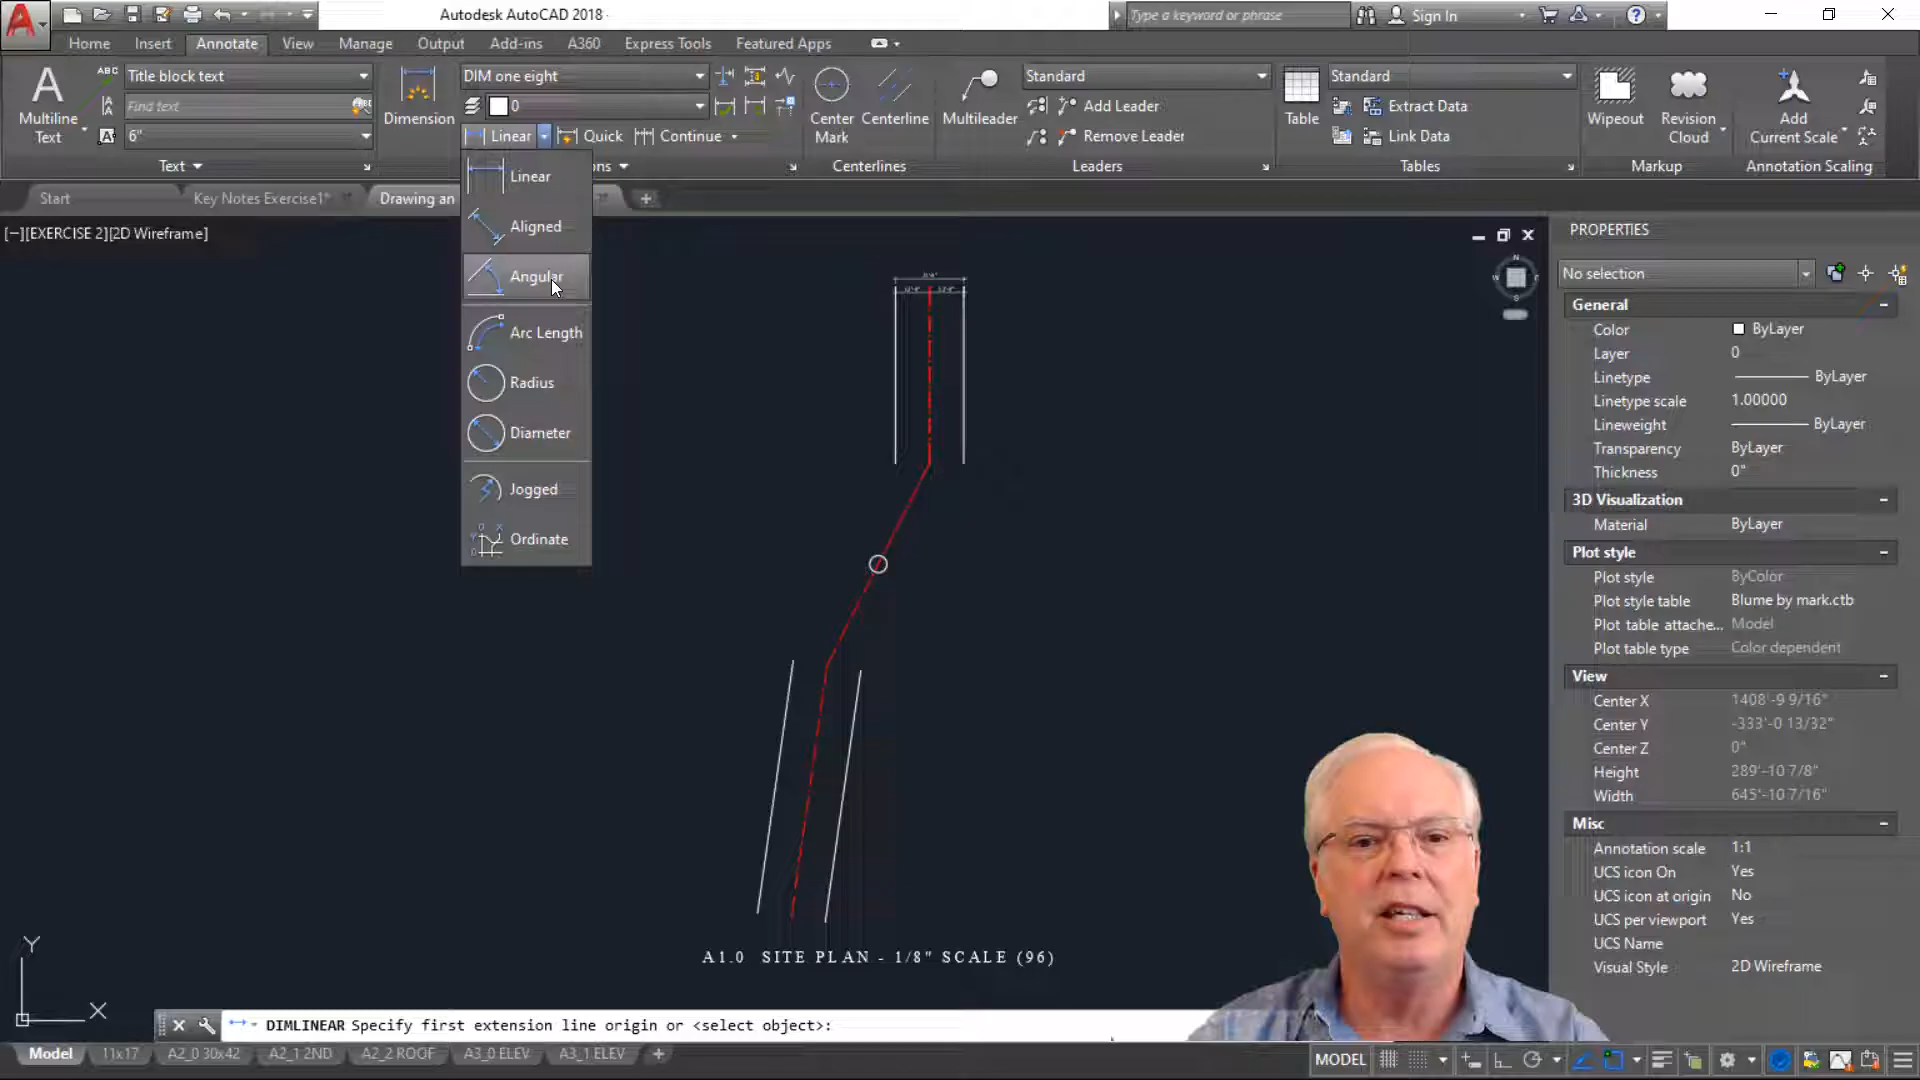 Autodesk AutoCAD 2018
Type a keyword or phrase
Sign In
Home Insert Annotate View Manage Output Add-ins A360 Express Tools Featured Apps
Multiline Text
ABC
Title block text
Find text
6"
Text
Dimension
DIM one eight
0
Linear Quick Continue
ons
Center Mark
Centerline
Centerlines
Multileader
Standard
Add Leader
Remove Leader
Leaders
Table
Standard
Extract Data
Link Data
Tables
Wipeout
Revision Cloud
Markup
Add Current Scale
Annotation Scaling
Start
Key Notes Exercise1*
Drawing an
[−][EXERCISE 2][2D Wireframe]
Linear
Aligned
Angular
Arc Length
Radius
Diameter
Jogged
Ordinate
A1.0 SITE PLAN - 1/8" SCALE (96)
Y
X
N
W
S
PROPERTIES
No selection
General
Color ByLayer
Layer 0
Linetype ByLayer
Linetype scale 1.00000
Lineweight ByLayer
Transparency ByLayer
Thickness 0"
3D Visualization
Material ByLayer
Plot style
Plot style ByColor
Plot style table Blume by mark.ctb
Plot table attache... Model
Plot table type Color dependent
View
Center X 1408'-9 9/16"
Center Y -333'-0 13/32"
Center Z 0"
Height 289'-10 7/8"
Width 645'-10 7/16"
Misc
Annotation scale 1:1
UCS icon On Yes
UCS icon at origin No
UCS per viewport Yes
UCS Name
Visual Style 2D Wireframe
DIMLINEAR Specify first extension line origin or <select object>:
Model 11x17 A2_0 30x42 A2_1 2ND A2_2 ROOF A3_0 ELEV A3_1 ELEV +
MODEL